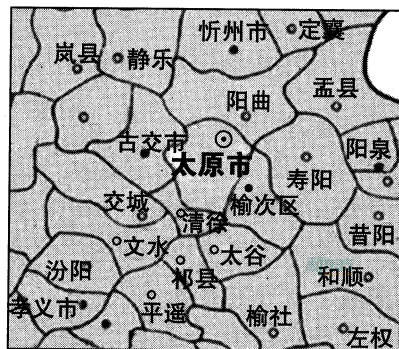 忻州市
定襄
岚县
静乐
盂县
阳曲
古交市
太原市
阳泉
寿阳
交城
清徐
榆次区
昔阳
文水
太谷
汾阳
祁县
和顺
孝义市
平遥
榆社
左权